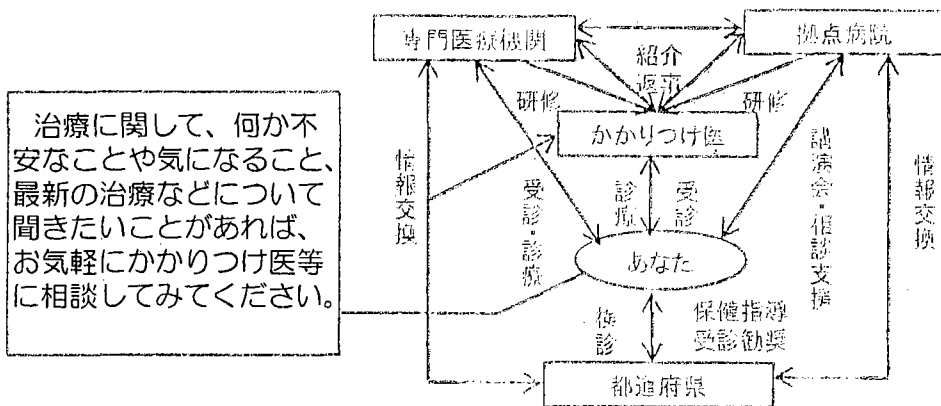 専門医療機関
拠点病院
紹介
返来
研修
研修
かかりつけ医
治療に関して、何か不
安なことや気になること、
最新の治療などについて
聞きたいことがあれば、
お気軽にかかりつけ医等
に相談してみてください。
情報交換
受診・診療
診療
受診
講演会・相談支援
情報交換
あなた
検診
保健指導
受診勧奨
都道府県